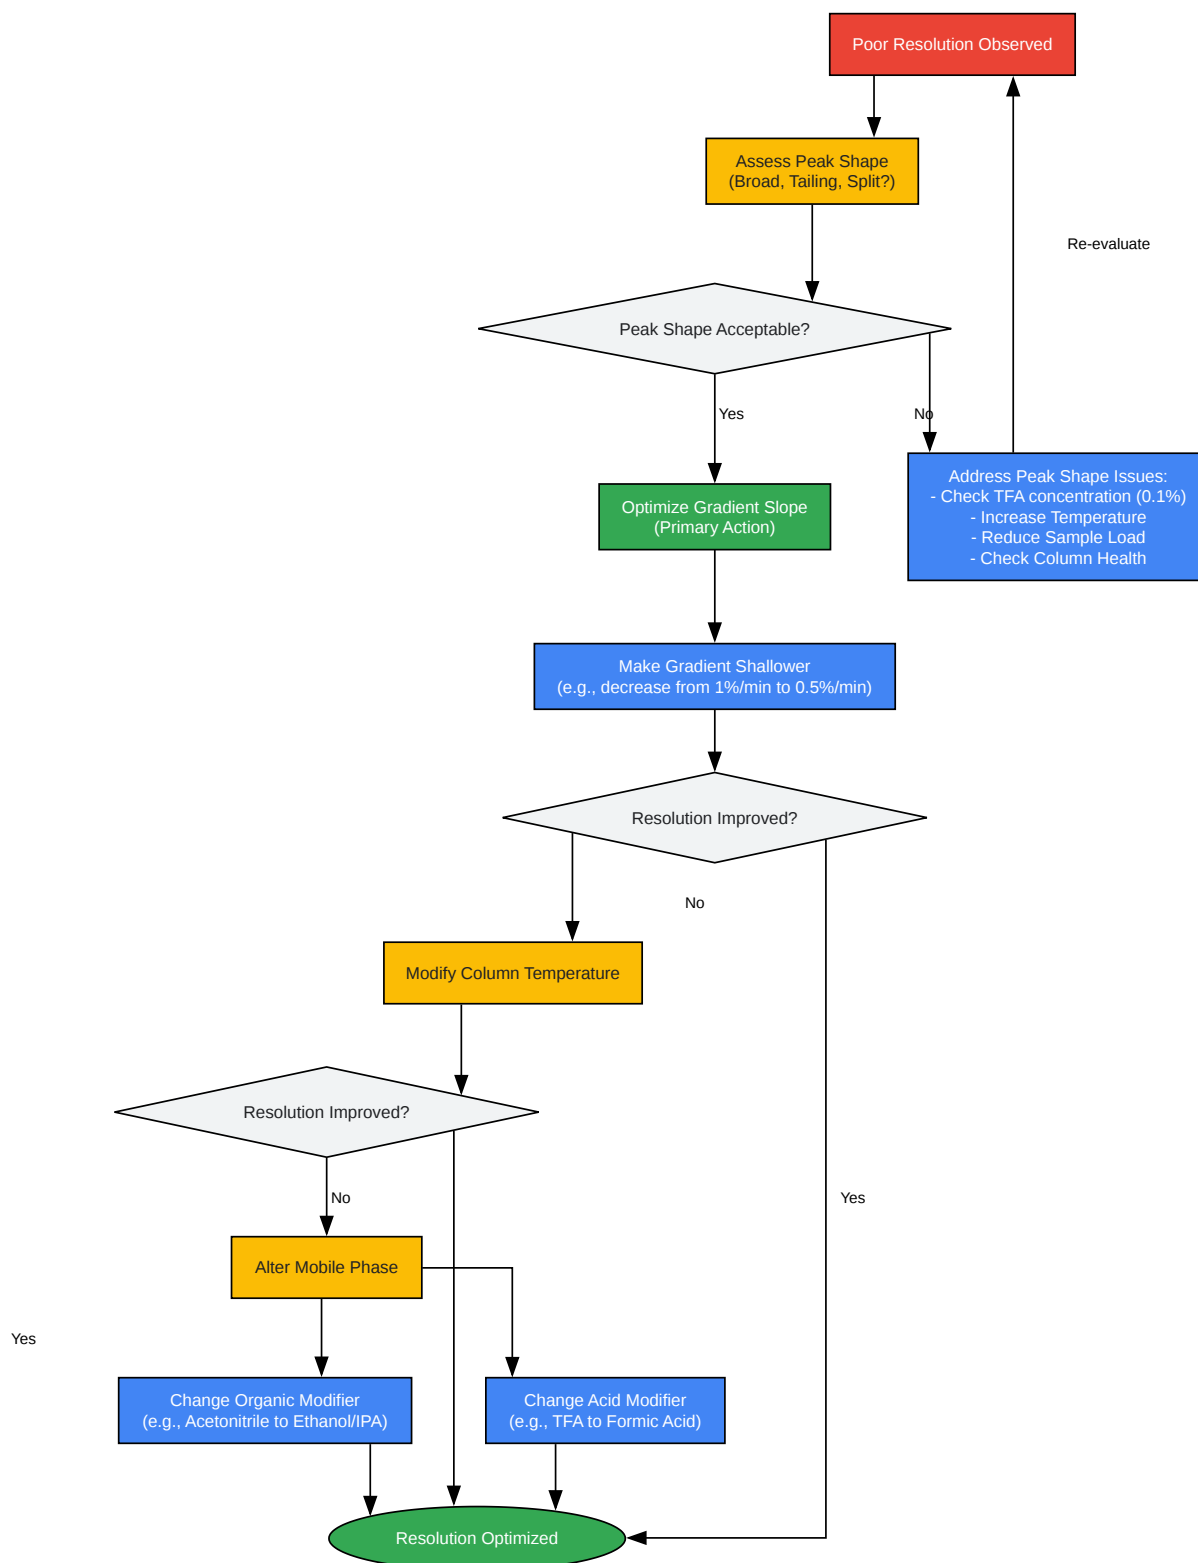 Poor Resolution Observed
Assess Peak Shape
(Broad, Tailing, Split?)
Re-evaluate
Peak Shape Acceptable?
Yes
No
Address Peak Shape Issues:
- Check TFA concentration (0.1%)
- Increase Temperature
- Reduce Sample Load
- Check Column Health
Optimize Gradient Slope
(Primary Action)
Make Gradient Shallower
(e.g., decrease from 1%/min to 0.5%/min)
Resolution Improved?
No
Modify Column Temperature
Resolution Improved?
No
Yes
Alter Mobile Phase
Yes
Change Organic Modifier
(e.g., Acetonitrile to Ethanol/IPA)
Change Acid Modifier
(e.g., TFA to Formic Acid)
Resolution Optimized